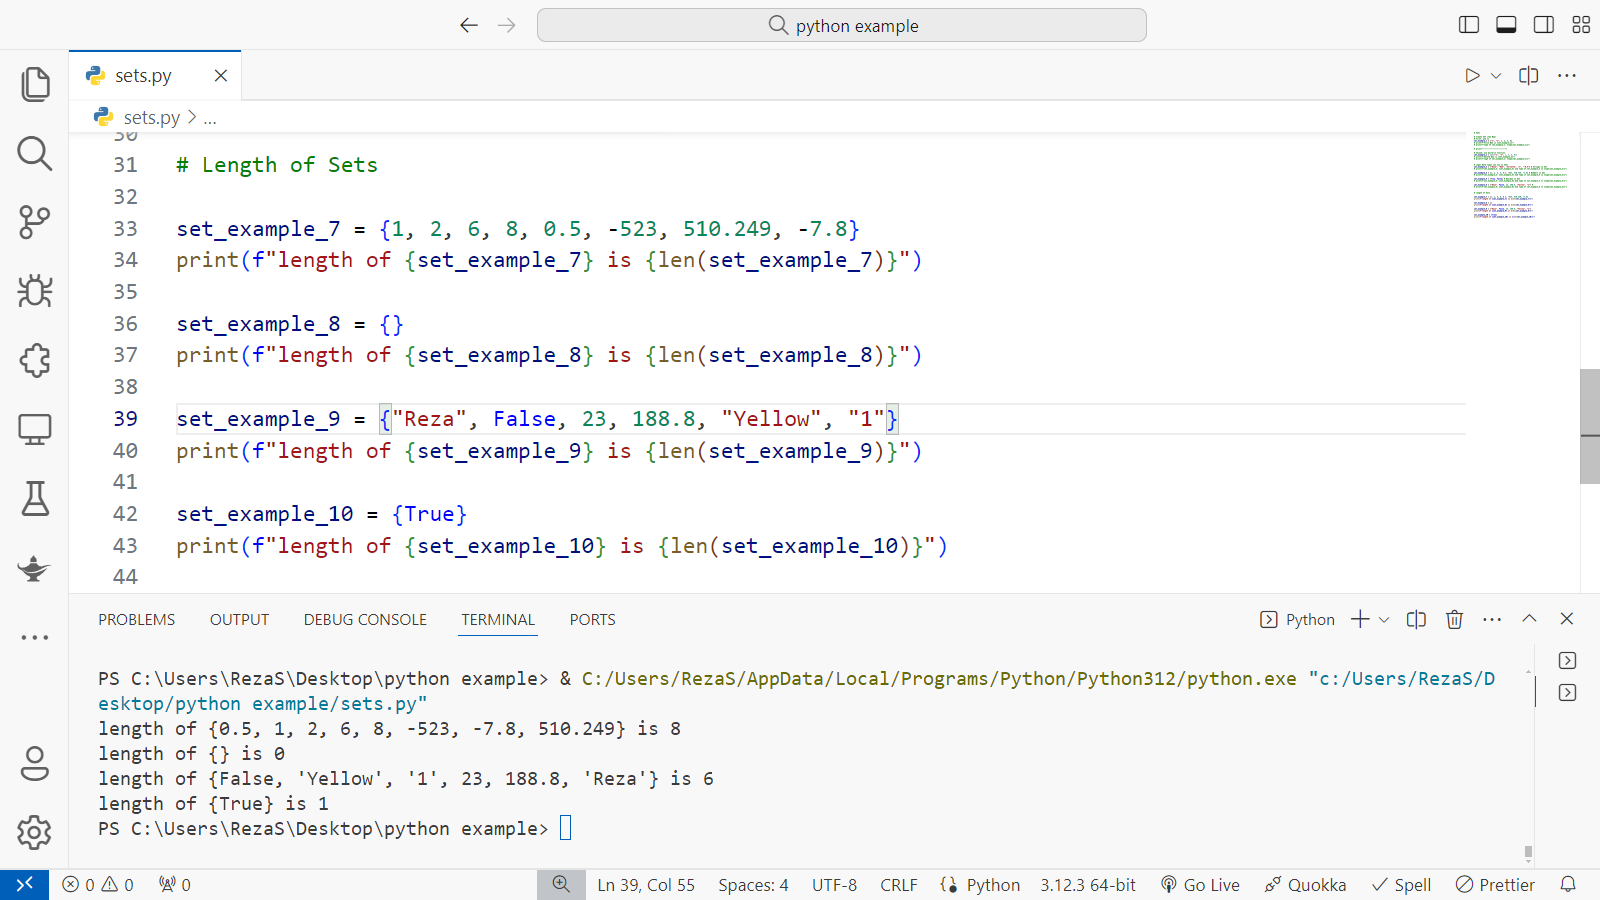 python example
sets.py
sets.py > ...
30
31 # Length of Sets
32
33 set_example_7 = {1, 2, 6, 8, 0.5, -523, 510.249, -7.8}
34 print(f"length of {set_example_7} is {len(set_example_7)}")
35
36 set_example_8 = {}
37 print(f"length of {set_example_8} is {len(set_example_8)}")
38
39 set_example_9 = {"Reza", False, 23, 188.8, "Yellow", "1"}
40 print(f"length of {set_example_9} is {len(set_example_9)}")
41
42 set_example_10 = {True}
43 print(f"length of {set_example_10} is {len(set_example_10)}")
44
PROBLEMS OUTPUT DEBUG CONSOLE TERMINAL PORTS Python
PS C:\Users\RezaS\Desktop\python example> & C:/Users/RezaS/AppData/Local/Programs/Python/Python312/python.exe "c:/Users/RezaS/D
esktop/python example/sets.py"
length of {0.5, 1, 2, 6, 8, -523, -7.8, 510.249} is 8
length of {} is 0
length of {False, 'Yellow', '1', 23, 188.8, 'Reza'} is 6
length of {True} is 1
PS C:\Users\RezaS\Desktop\python example>
0 0 0 Ln 39, Col 55 Spaces: 4 UTF-8 CRLF Python 3.12.3 64-bit Go Live Quokka Spell Prettier